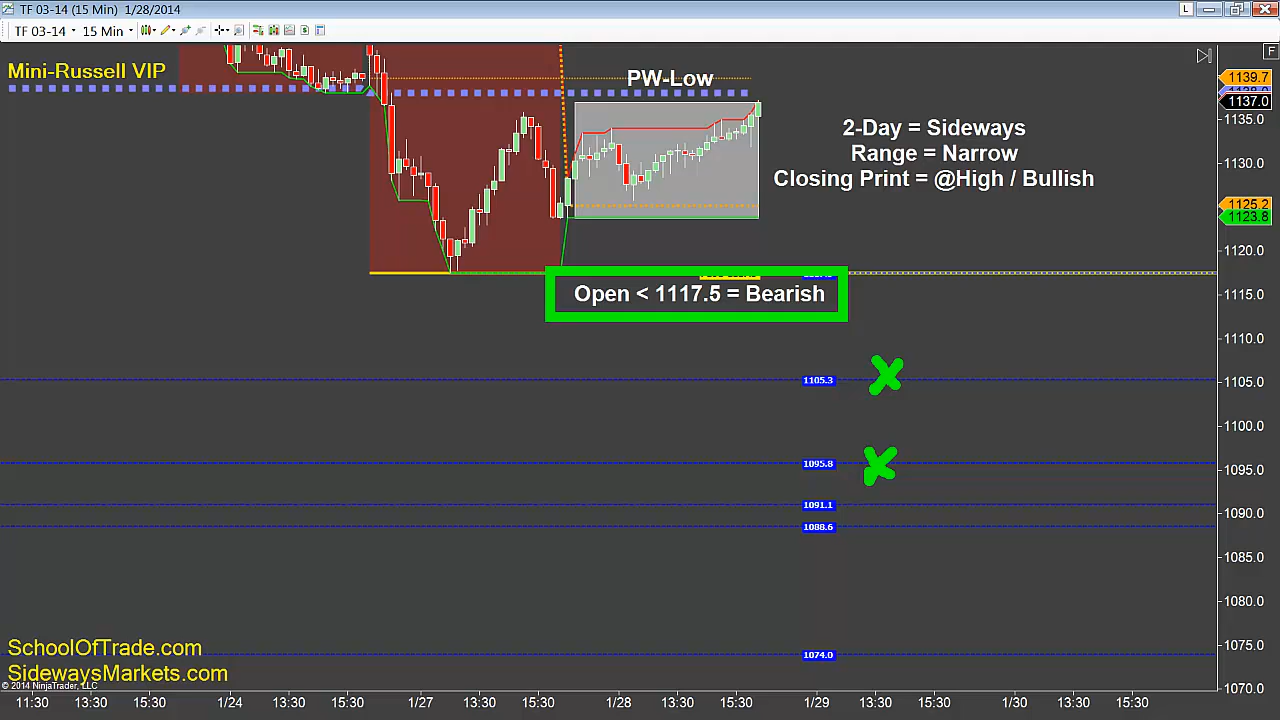 TF 03-14 (15 Min) 1/28/2014
L
TF 03-14 15 Min
F
Mini-Russell VIP
PW-Low
2-Day = Sideways
Range = Narrow
Closing Print = @High / Bullish
Open < 1117.5 = Bearish
1105.3
1095.8
1091.1
1088.6
1074.0
1139.7
1137.0
1135.0
1130.0
1125.2
1123.8
1120.0
1115.0
1110.0
1105.0
1100.0
1095.0
1090.0
1085.0
1080.0
1075.0
1070.0
SchoolOfTrade.com
SidewaysMarkets.com
© 2014 NinjaTrader, LLC
11:30 13:30 15:30 1/24 13:30 15:30 1/27 13:30 15:30 1/28 13:30 15:30 1/29 13:30 15:30 1/30 13:30 15:30